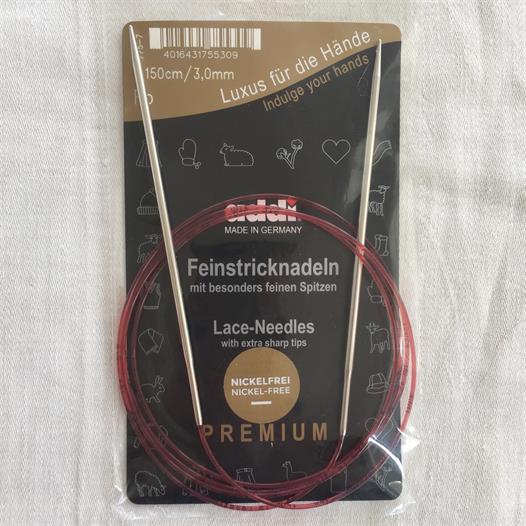 4016431755309
150cm/3,0mm
Luxus für die Hände
Indulge your hands
addi
MADE IN GERMANY
Feinstricknadeln
mit besonders feinen Spitzen
Lace-Needles
with extra sharp tips
NICKELFREI
NICKEL-FREE
PREMIUM